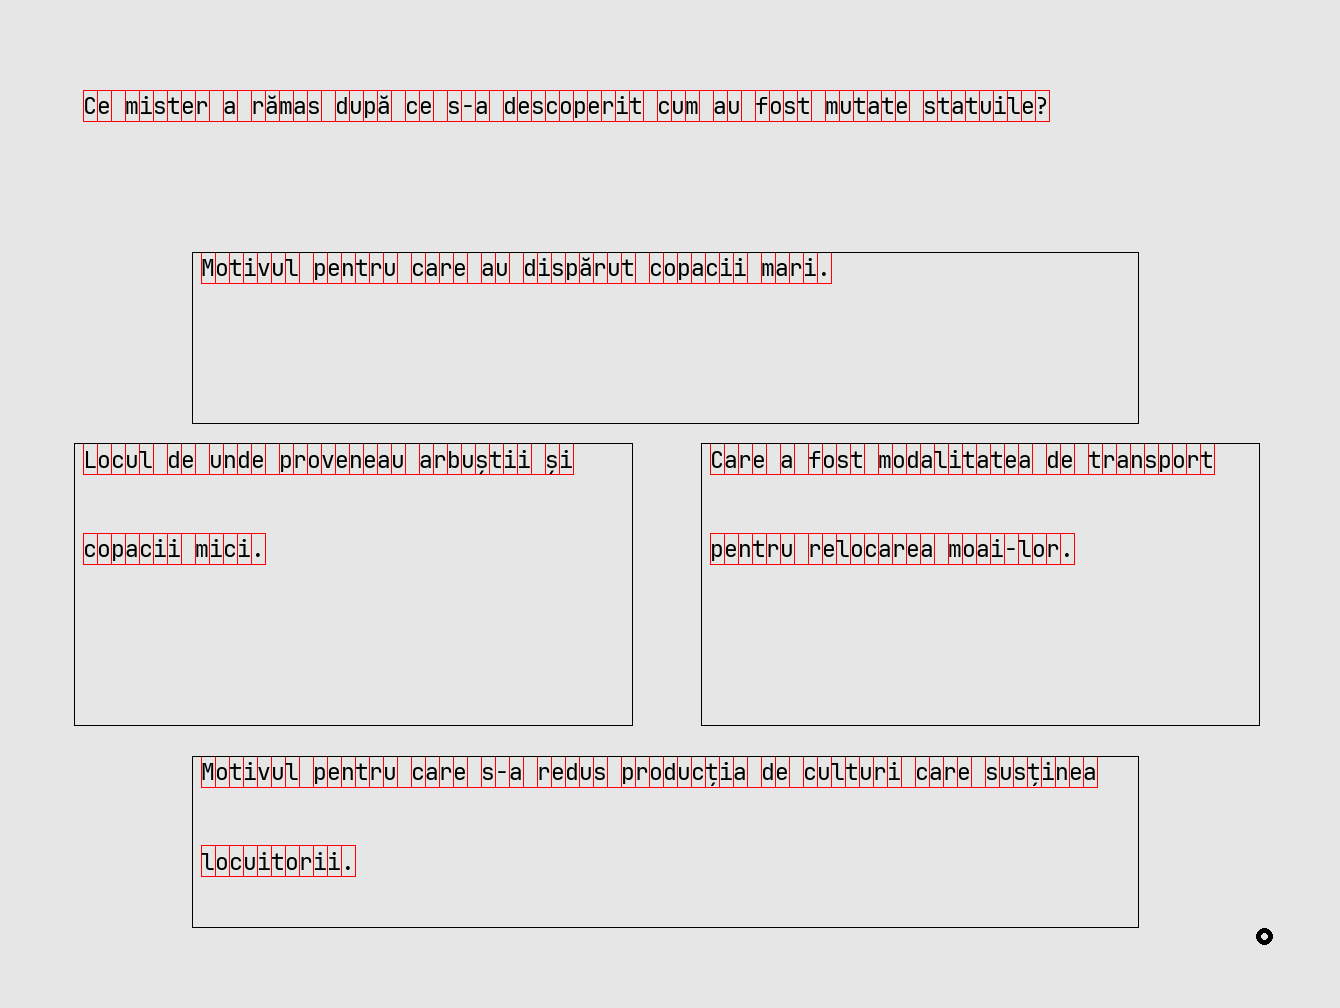 Ce mister a rămas după ce s-a descoperit cum au fost mutate statuile?
Motivul pentru care au dispărut copacii mari.
Locul de unde proveneau arbuștii și
copacii mici.
Care a fost modalitatea de transport
pentru relocarea moai-lor.
Motivul pentru care s-a redus producția de culturi care susținea
locuitorii.